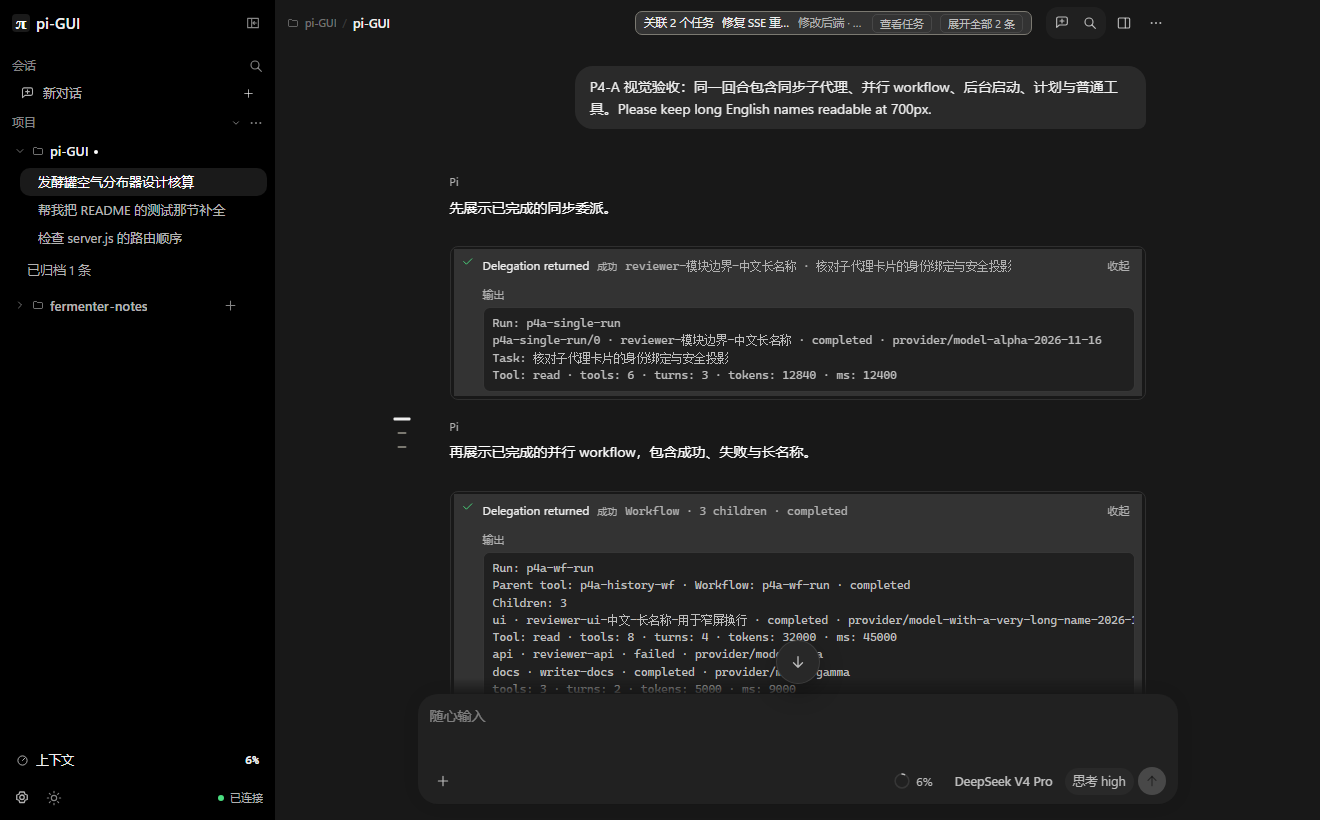 π pi-GUI
会话
新对话
项目
pi-GUI
发酵罐空气分布器设计核算
帮我把 README 的测试那节补全
检查 server.js 的路由顺序
已归档 1 条
fermenter-notes
上下文 6%
已连接
pi-GUI / pi-GUI
关联 2 个任务 修复 SSE 重... 修改后端 · ... 查看任务 展开全部 2 条
P4-A 视觉验收：同一回合包含同步子代理、并行 workflow、后台启动、计划与普通工
具。Please keep long English names readable at 700px.
Pi
先展示已完成的同步委派。
Delegation returned 成功 reviewer-模块边界-中文长名称 · 核对子代理卡片的身份绑定与安全投影 收起
输出
Run: p4a-single-run
p4a-single-run/0 · reviewer-模块边界-中文长名称 · completed · provider/model-alpha-2026-11-16
Task: 核对子代理卡片的身份绑定与安全投影
Tool: read · tools: 6 · turns: 3 · tokens: 12840 · ms: 12400
Pi
再展示已完成的并行 workflow，包含成功、失败与长名称。
Delegation returned 成功 Workflow · 3 children · completed 收起
输出
Run: p4a-wf-run
Parent tool: p4a-history-wf · Workflow: p4a-wf-run · completed
Children: 3
ui · reviewer-ui-中文-长名称-用于窄屏换行 · completed · provider/model-with-a-very-long-name-2026-
Tool: read · tools: 8 · turns: 4 · tokens: 32000 · ms: 45000
api · reviewer-api · failed · provider/mod
docs · writer-docs · completed · provider/ gamma
tools: 3 · turns: 2 · tokens: 5000 · ms: 9000
随心输入
6% DeepSeek V4 Pro 思考 high